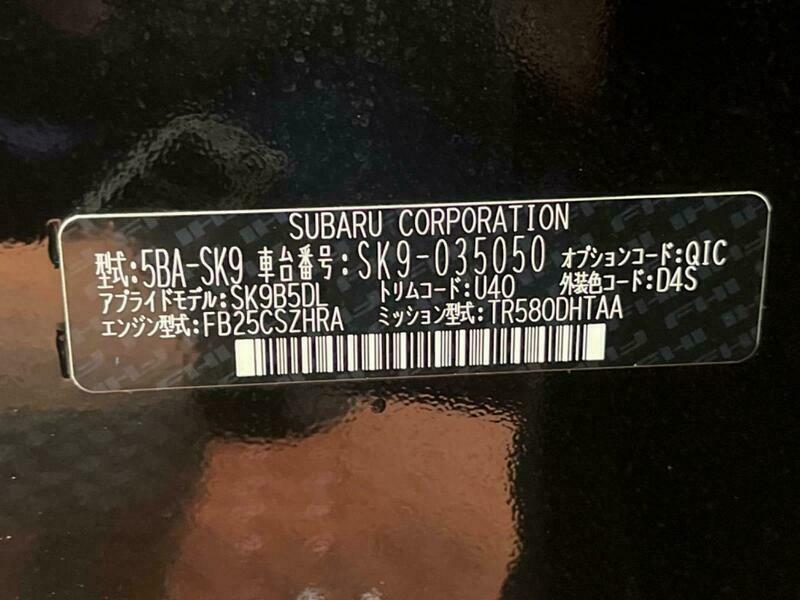 SUBARU CORPORATION
型式:5BA-SK9 車台番号:SK9-035050 オプションコード:QIC
アプライドモデル:SK9B5DL トリムコード:U40 外装色コード:D4S
エンジン型式:FB25CSZHRA ミッション型式:TR580DHTAA